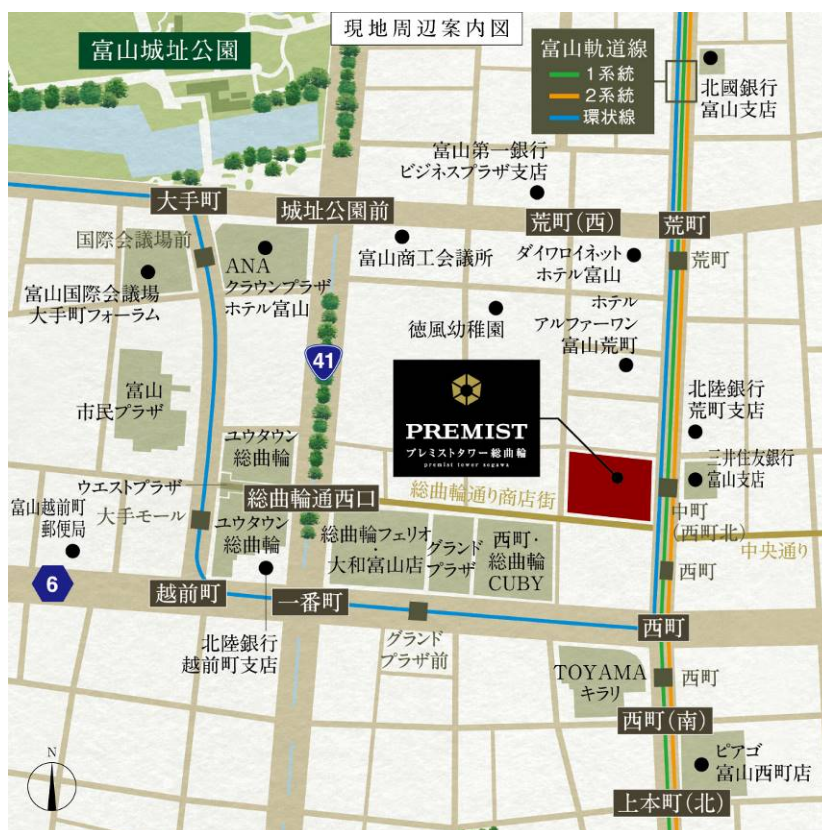 現地周辺案内図
富山城址公園
富山軌道線
1系統
2系統
環状線
北國銀行
富山支店
富山第一銀行
ビジネスプラザ支店
大手町
城址公園前
荒町(西)
荒町
国際会議場前
ANA
クラウンプラザ
ホテル富山
富山商工会議所
ダイワロイネット
ホテル富山
荒町
富山国際会議場
大手町フォーラム
徳風幼稚園
ホテル
アルファーワン
富山荒町
41
富山
市民プラザ
PREMIST
プレミストタワー総曲輪
premist tower sogawa
北陸銀行
荒町支店
ユウタウン
総曲輪
三井住友銀行
富山支店
ウエストプラザ
総曲輪通西口
総曲輪通り商店街
中町
(西町北)
富山越前町
郵便局
大手モール
ユウタウン
総曲輪
総曲輪フェリオ
・
大和富山店
グランド
プラザ
西町・
総曲輪
CUBY
中央通り
西町
6
越前町
一番町
西町
北陸銀行
越前町支店
グランド
プラザ前
TOYAMA
キラリ
西町
西町(南)
N
ピアゴ
富山西町店
上本町(北)